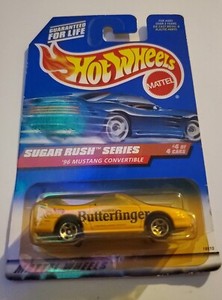 GUARANTEED
FOR LIFE
Hot Wheels
MATTEL
SUGAR RUSH SERIES
'96 MUSTANG CONVERTIBLE
#4 OF
4 CARS
Butterfinger